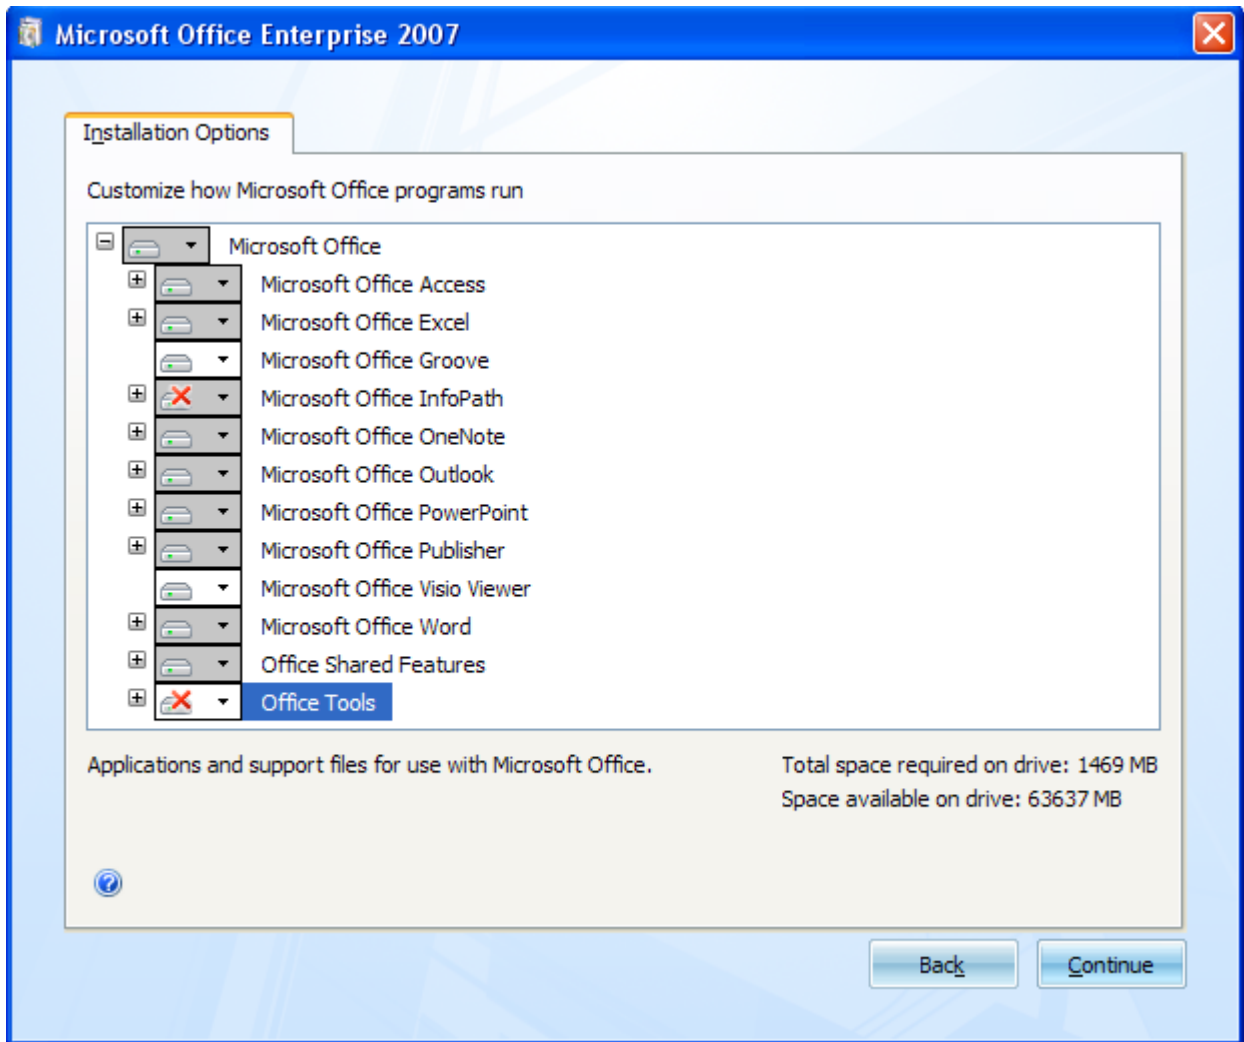 Microsoft Office Enterprise 2007
Installation Options
Customize how Microsoft Office programs run
Microsoft Office
Microsoft Office Access
Microsoft Office Excel
Microsoft Office Groove
Microsoft Office InfoPath
Microsoft Office OneNote
Microsoft Office Outlook
Microsoft Office PowerPoint
Microsoft Office Publisher
Microsoft Office Visio Viewer
Microsoft Office Word
Office Shared Features
Office Tools
Applications and support files for use with Microsoft Office.
Total space required on drive: 1469 MB
Space available on drive: 63637 MB
Back
Continue